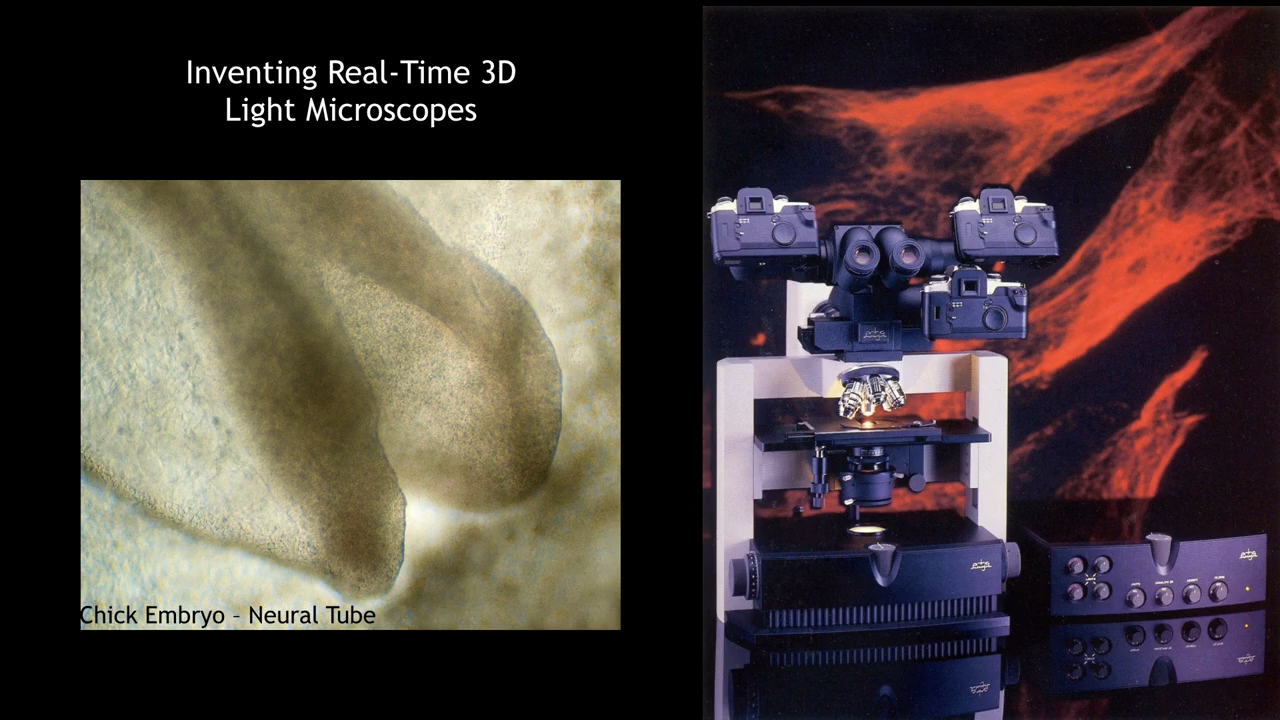 Inventing Real-Time 3D
Light Microscopes
Chick Embryo – Neural Tube